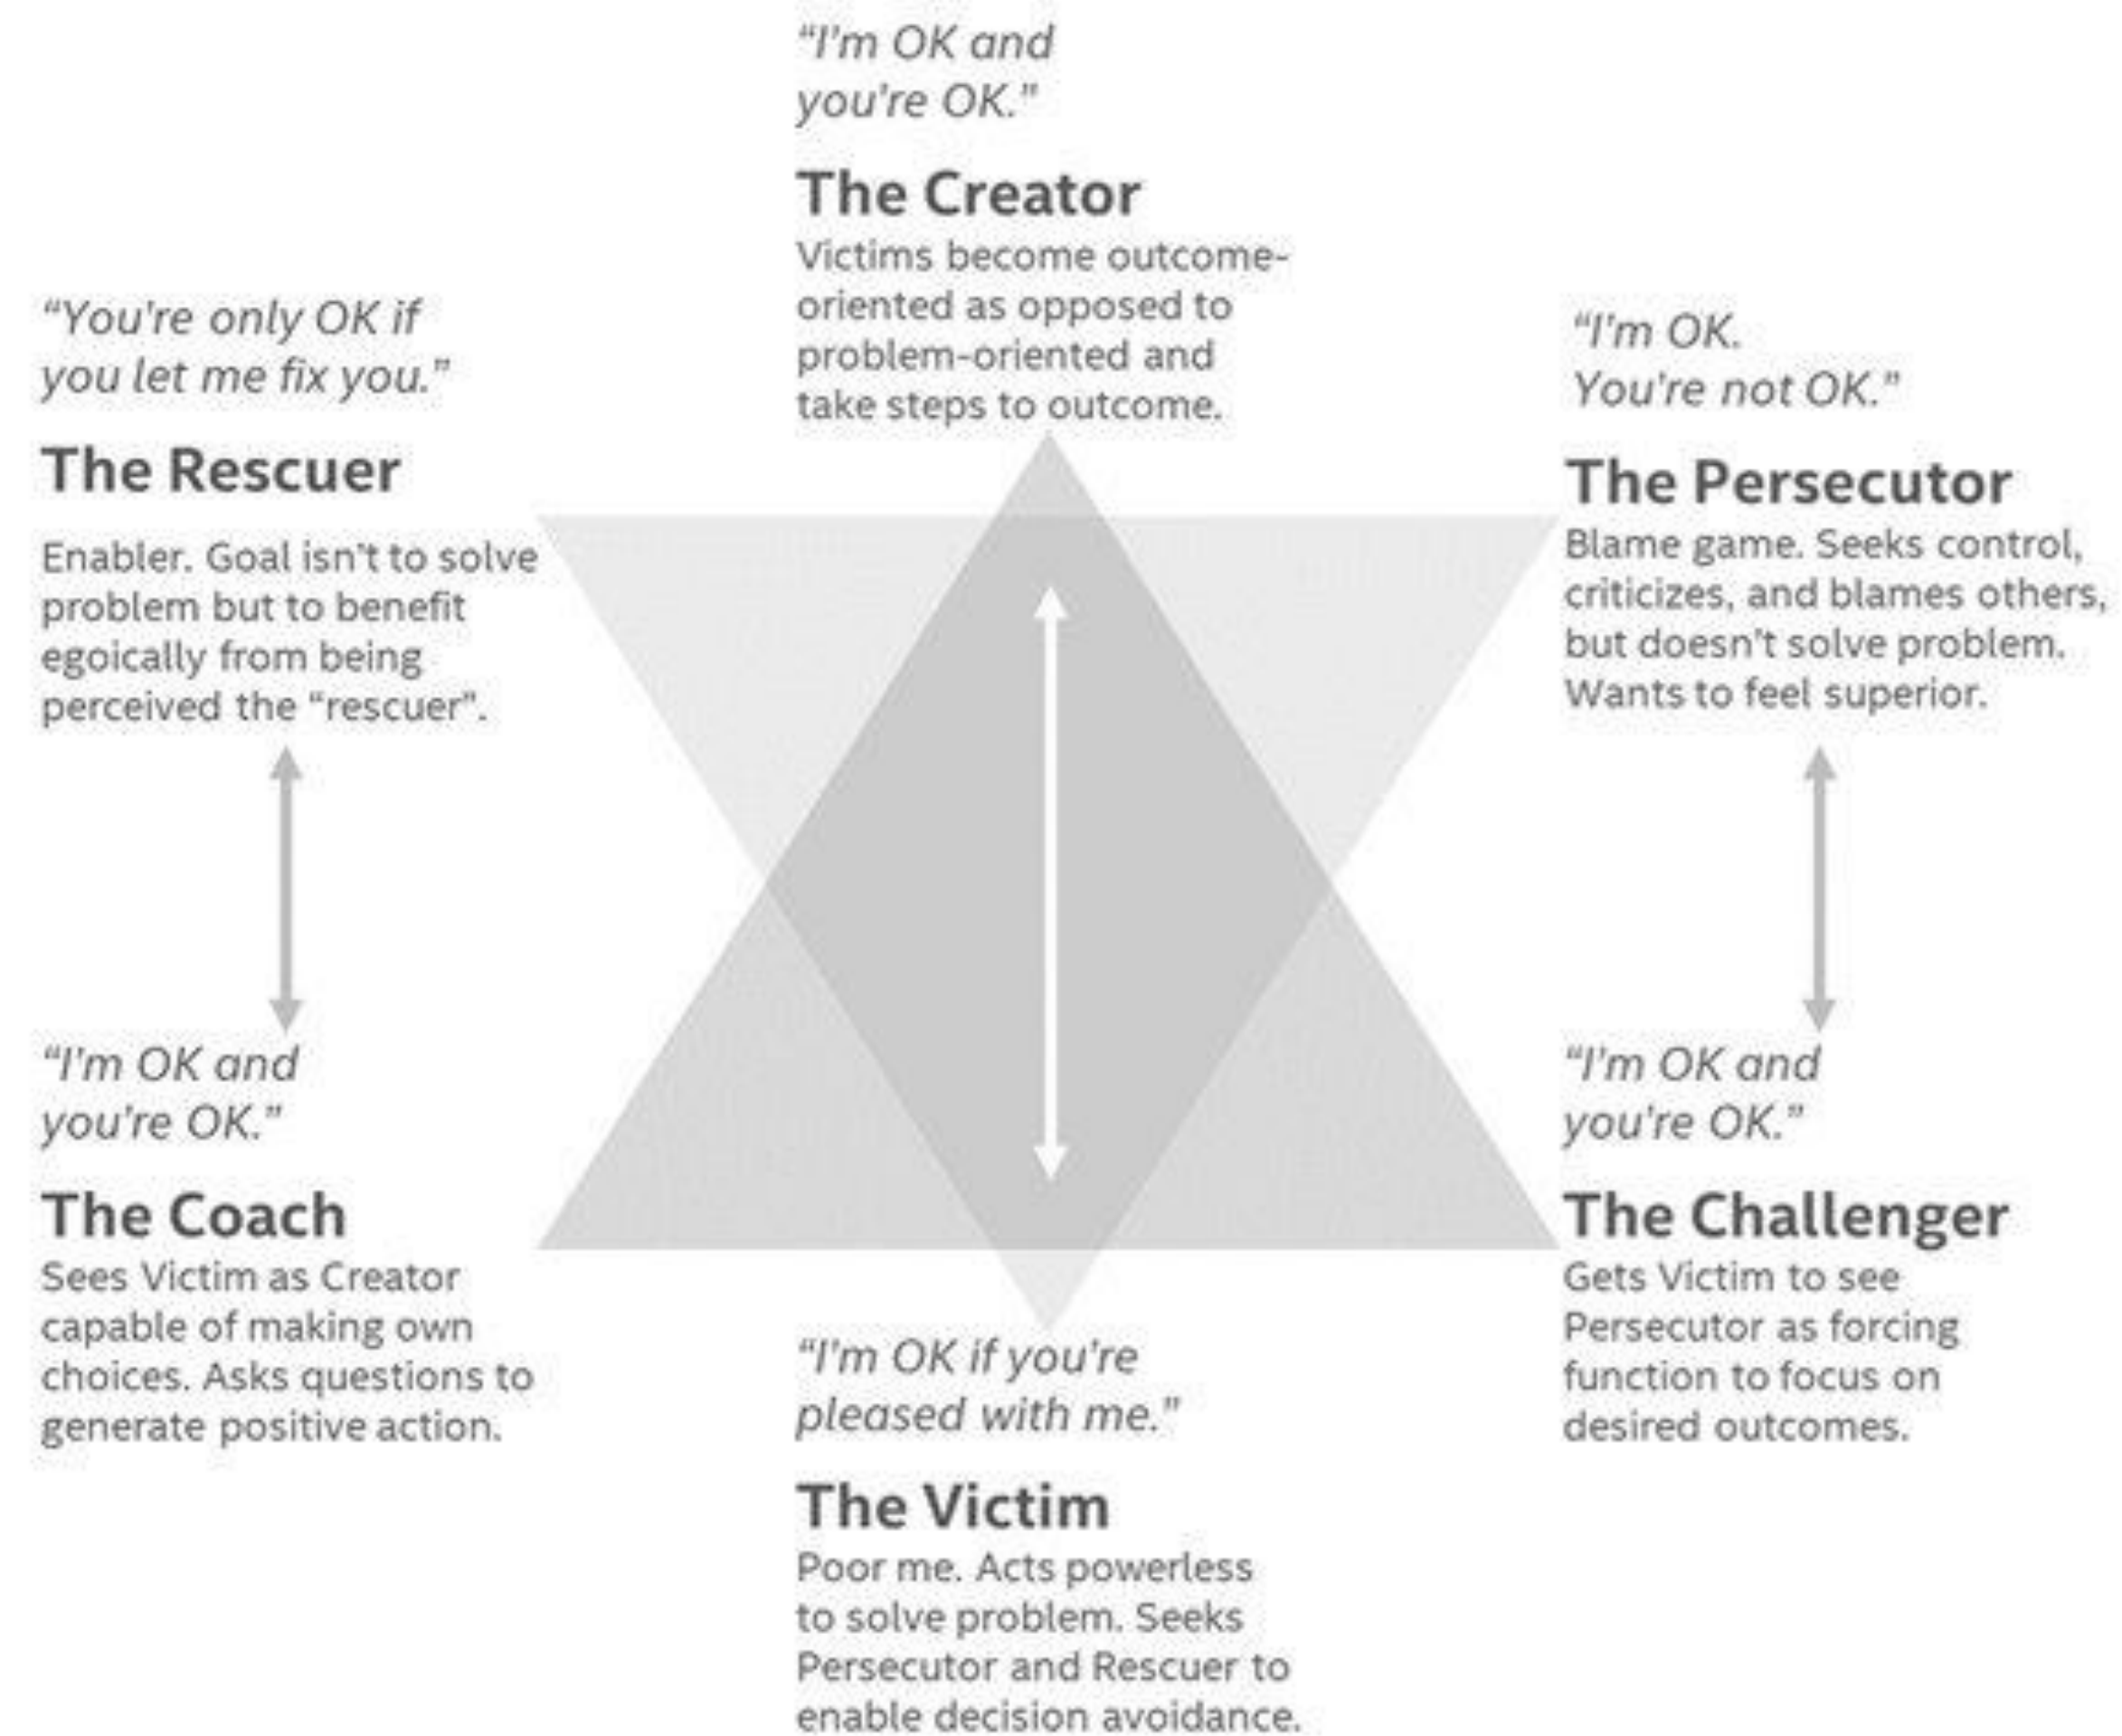 “I'm OK and
you're OK.”
The Creator
Victims become outcome-
oriented as opposed to
problem-oriented and
take steps to outcome.
“You're only OK if
you let me fix you.”
The Rescuer
Enabler. Goal isn't to solve
problem but to benefit
egoically from being
perceived the “rescuer”.
“I'm OK.
You're not OK.”
The Persecutor
Blame game. Seeks control,
criticizes, and blames others,
but doesn't solve problem.
Wants to feel superior.
“I'm OK and
you're OK.”
The Coach
Sees Victim as Creator
capable of making own
choices. Asks questions to
generate positive action.
“I'm OK and
you're OK.”
The Challenger
Gets Victim to see
Persecutor as forcing
function to focus on
desired outcomes.
“I'm OK if you're
pleased with me.”
The Victim
Poor me. Acts powerless
to solve problem. Seeks
Persecutor and Rescuer to
enable decision avoidance.